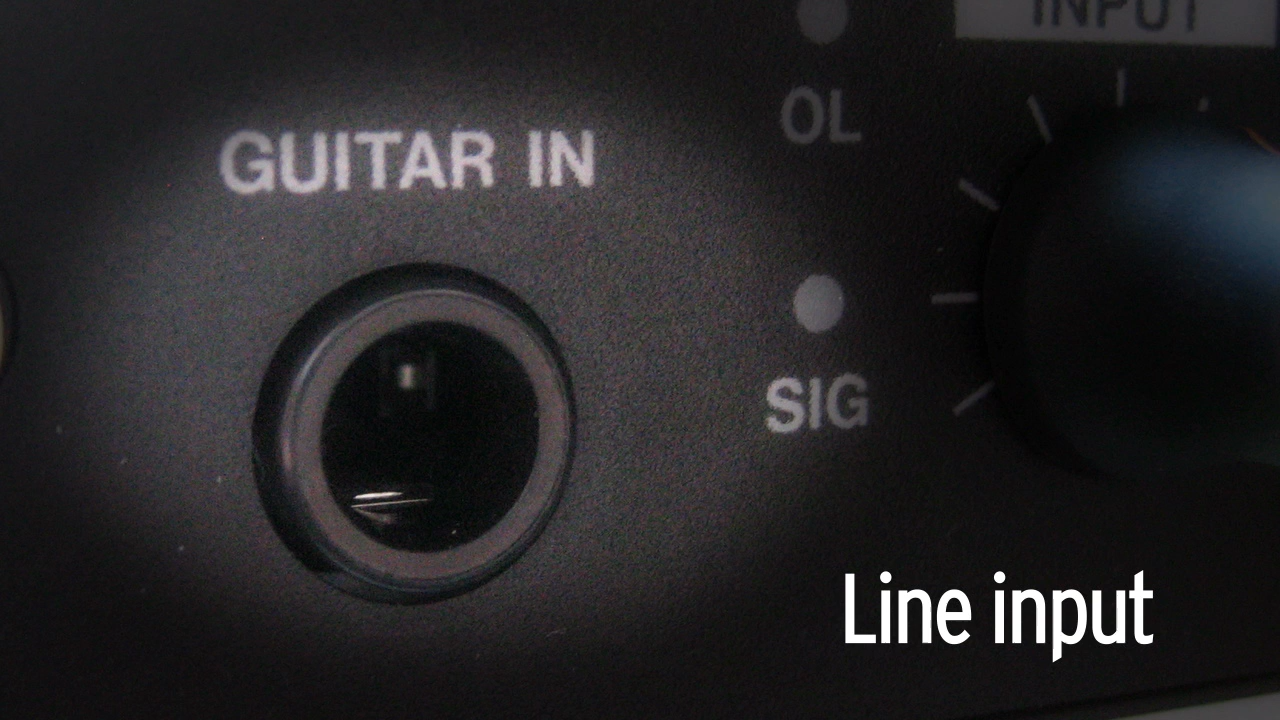 INPUT
OL
GUITAR IN
SIG
Line input